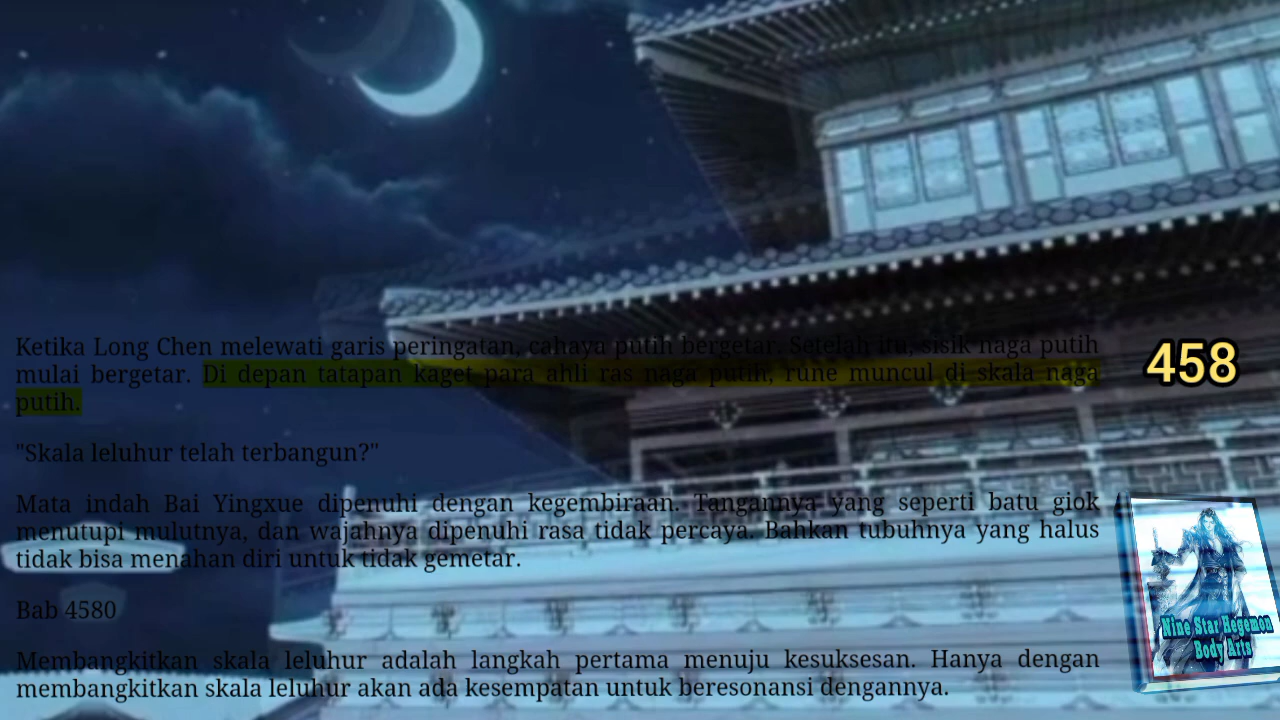 Ketika Long Chen melewati garis peringatan, cahaya putih bergetar. Setelah itu, sisik naga putih
mulai bergetar. Di depan tatapan kaget para ahli ras naga putih, rune muncul di skala naga
putih.
458
"Skala leluhur telah terbangun?"
Mata indah Bai Yingxue dipenuhi dengan kegembiraan. Tangannya yang seperti batu giok
menutupi mulutnya, dan wajahnya dipenuhi rasa tidak percaya. Bahkan tubuhnya yang halus
tidak bisa menahan diri untuk tidak gemetar.
Bab 4580
Membangkitkan skala leluhur adalah langkah pertama menuju kesuksesan. Hanya dengan
membangkitkan skala leluhur akan ada kesempatan untuk beresonansi dengannya.
Nine Star Hegemon
Body Arts